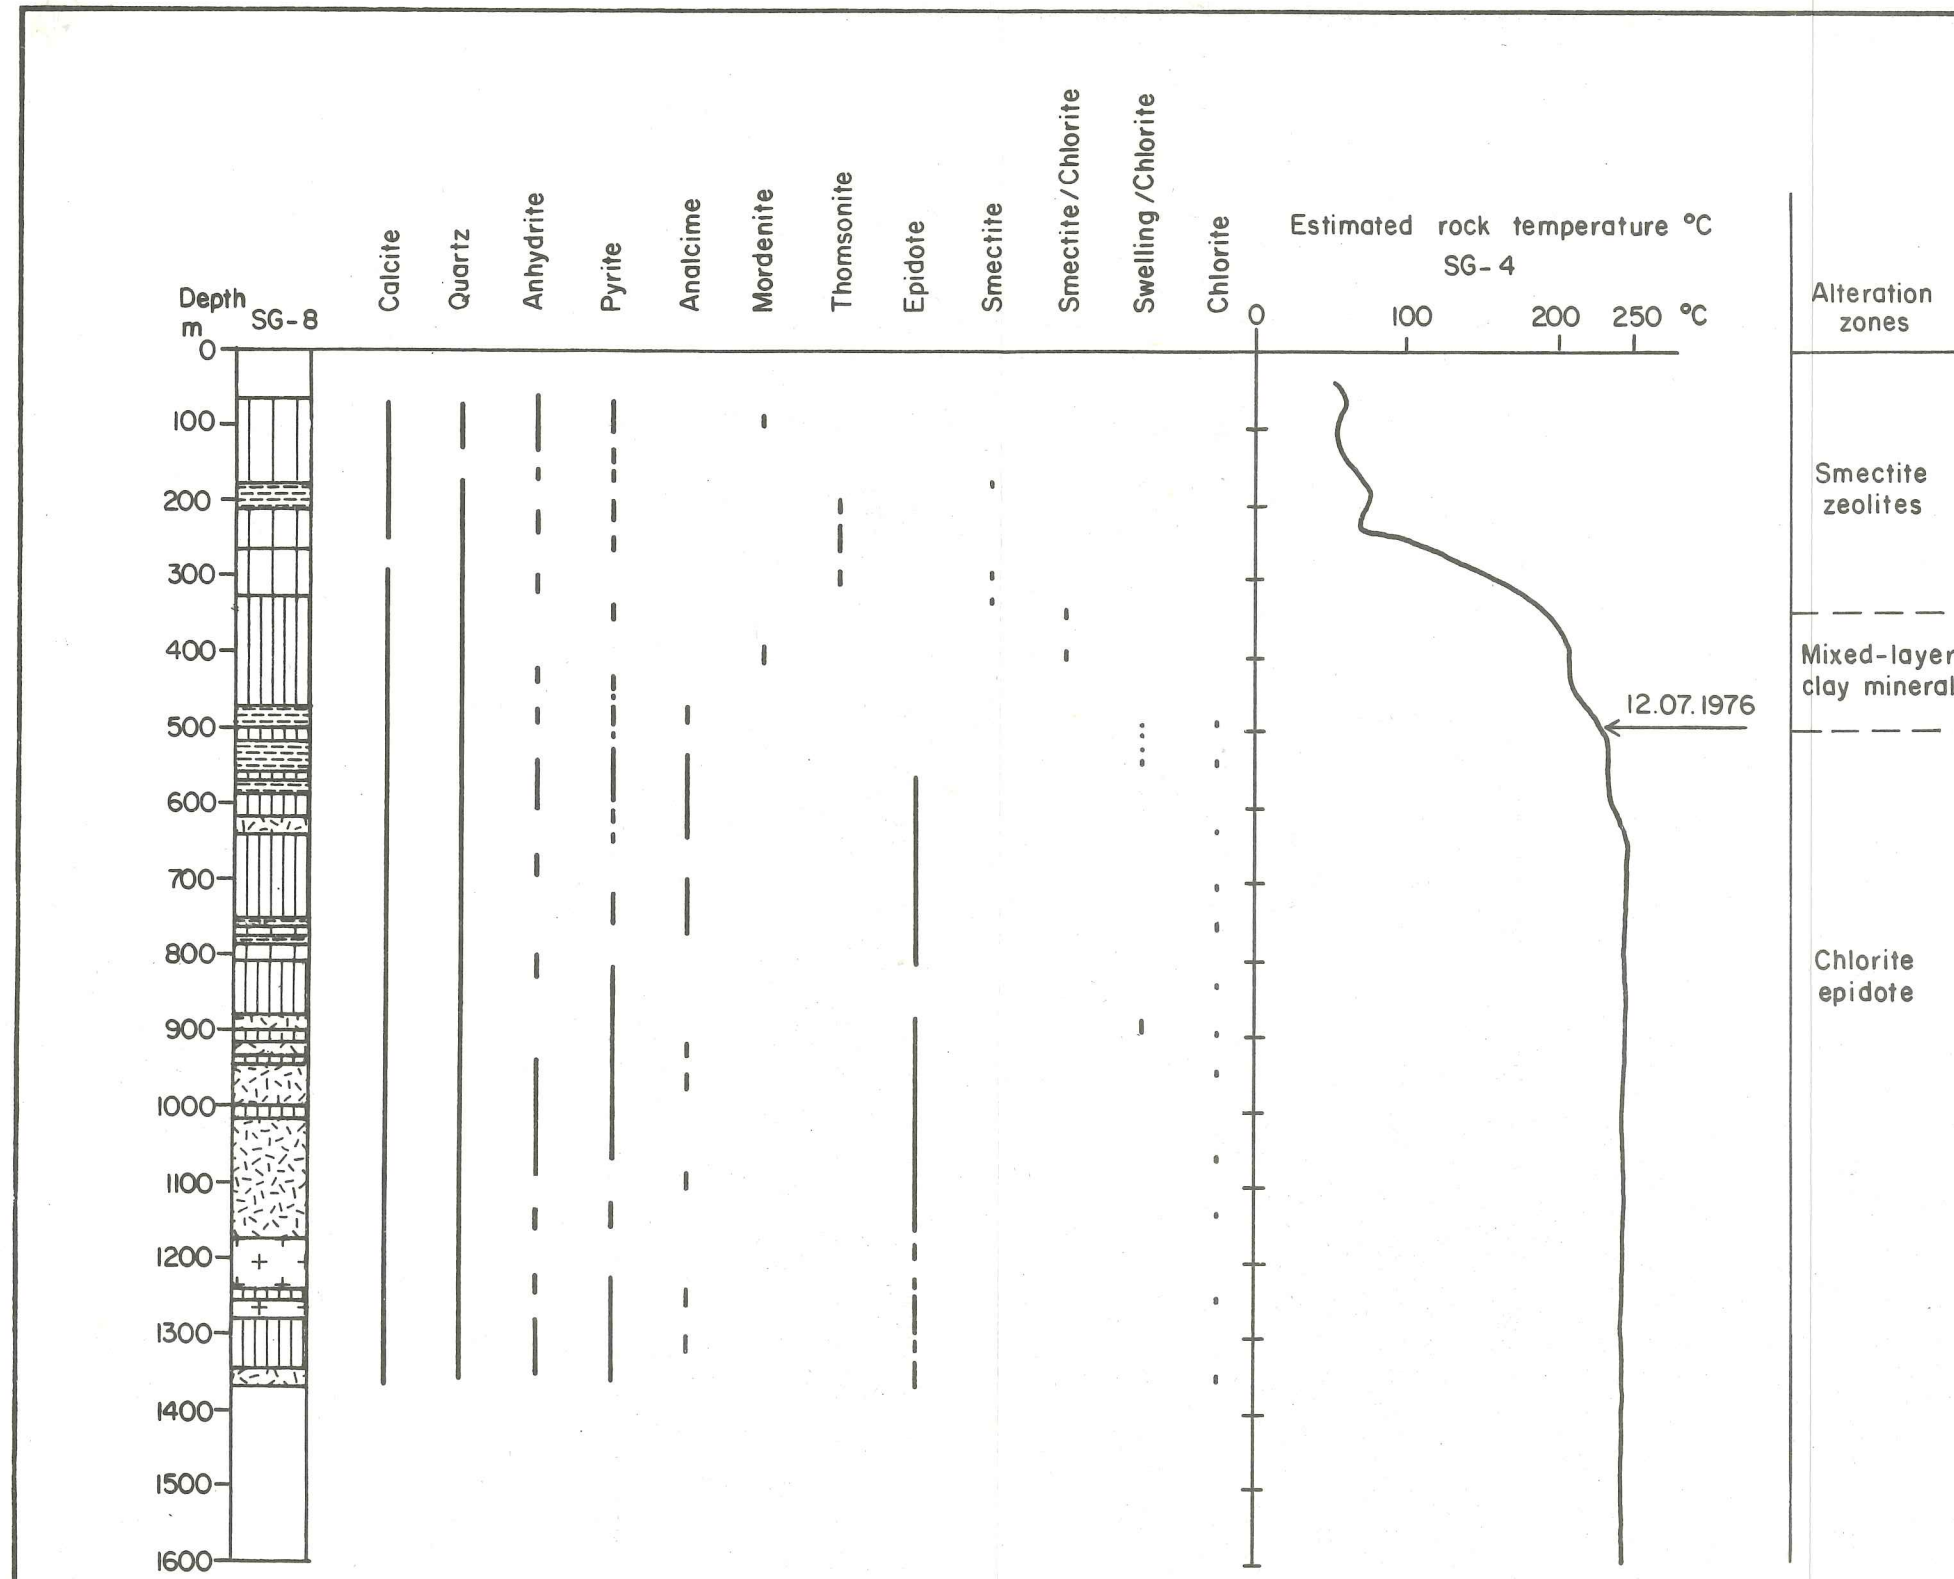 Calcite
Quartz
Anhydrite
Pyrite
Analcime
Mordenite
Thomsonite
Epidote
Smectite
Smectite/Chlorite
Swelling/Chlorite
Chlorite
Estimated rock temperature °C
SG-4
0 100 200 250 °C
Alteration
zones
Depth
m
SG-8
0
100
200
300
400
500
600
700
800
900
1000
1100
1200
1300
1400
1500
1600
12.07.1976
Smectite
zeolites
Mixed-layer
clay mineral
Chlorite
epidote